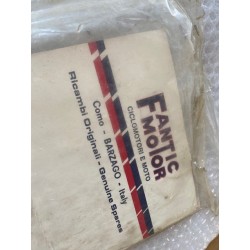 FANTIC
MOTOR
CICLOMOTORI E MOTO
Como - BARZAGO - Italy
Ricambi Originali - Genuine Spares